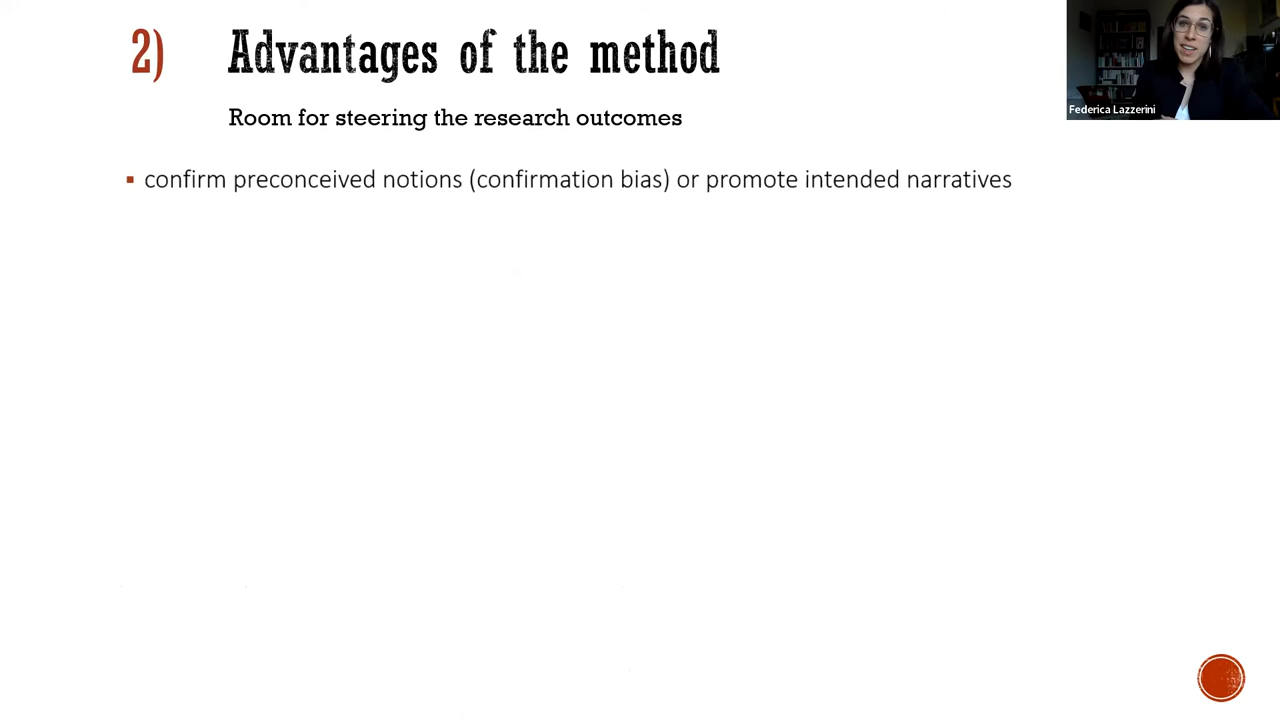 2) Advantages of the method
Room for steering the research outcomes
▪ confirm preconceived notions (confirmation bias) or promote intended narratives
Federica Lazzerini